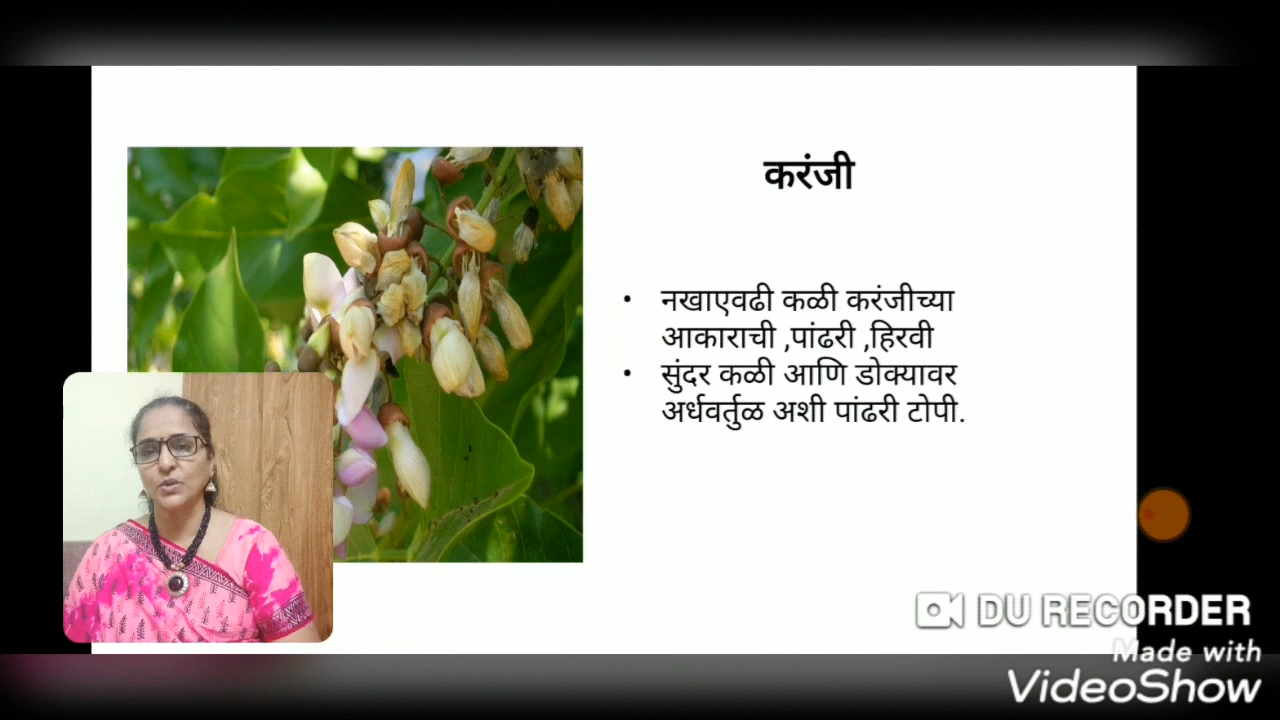 करंजी
• नखाएवढी कळी करंजीच्या
आकाराची ,पांढरी ,हिरवी
• सुंदर कळी आणि डोक्यावर
अर्धवर्तुळ अशी पांढरी टोपी.
DU RECORDER
Made with
VideoShow